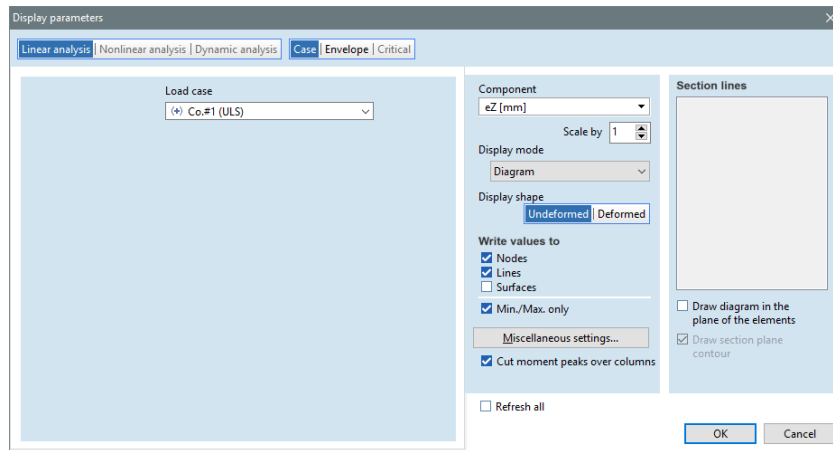 Display parameters
Linear analysis | Nonlinear analysis | Dynamic analysis
Case | Envelope | Critical
Load case
(+) Co.#1 (ULS)
Component
eZ [mm]
Scale by 1
Display mode
Diagram
Display shape
Undeformed | Deformed
Write values to
Nodes
Lines
Surfaces
Min./Max. only
Miscellaneous settings...
Cut moment peaks over columns
Refresh all
Section lines
Draw diagram in the
plane of the elements
Draw section plane
contour
OK
Cancel